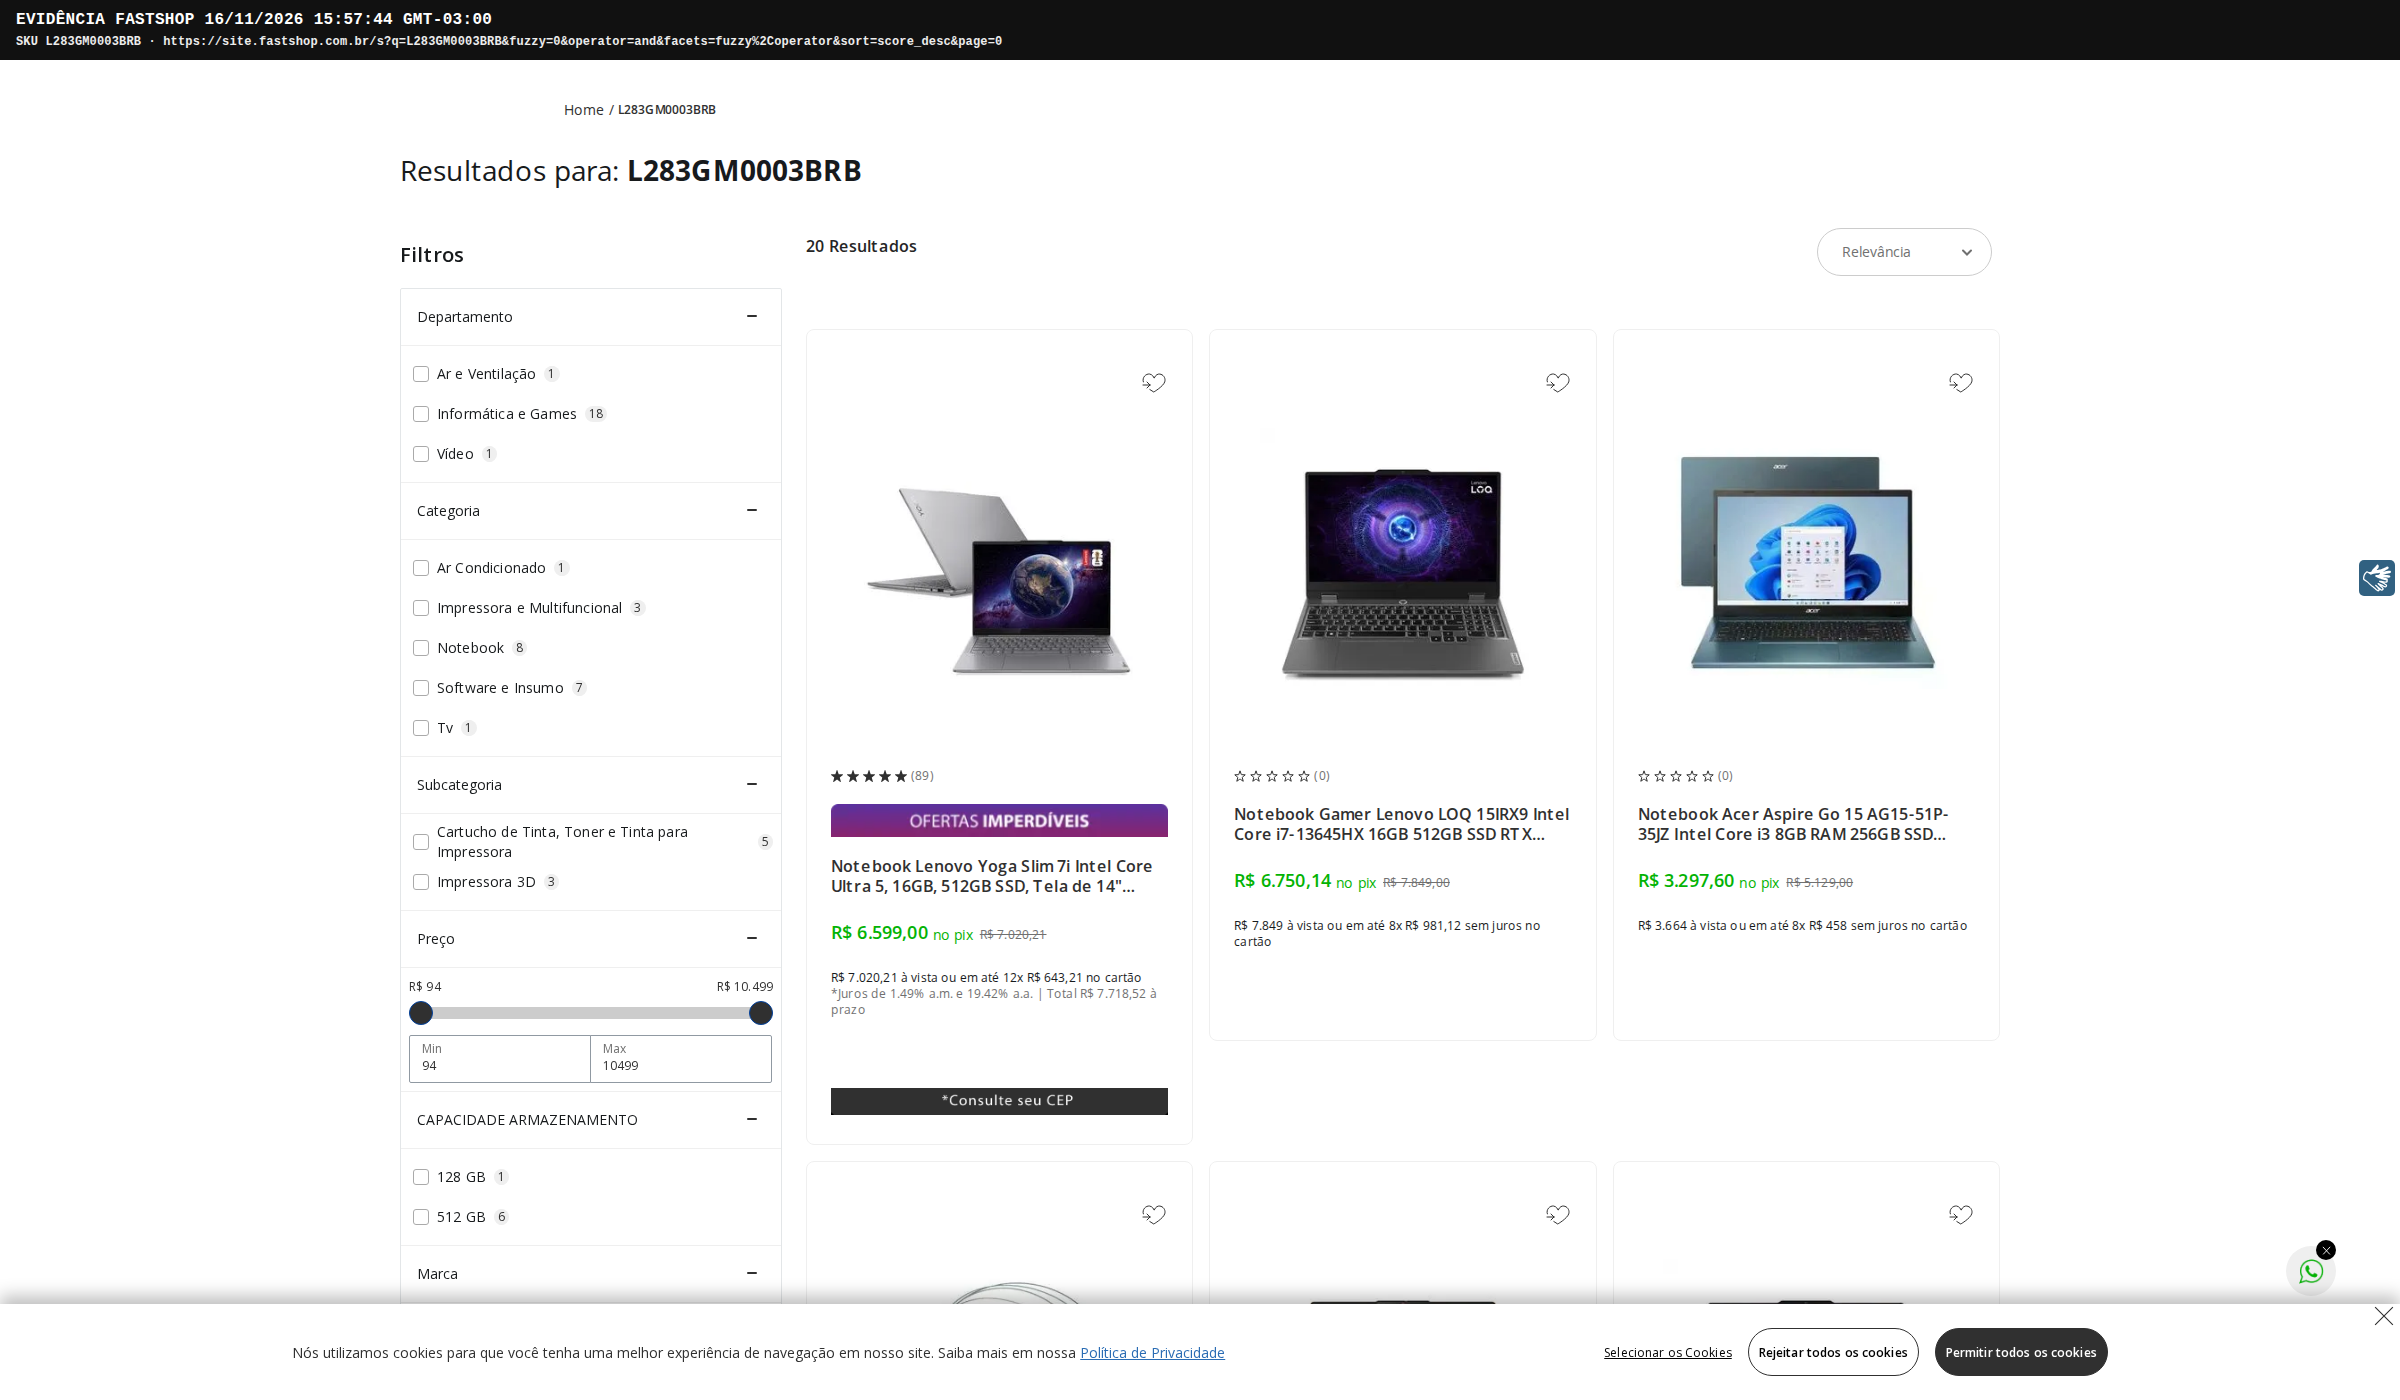 EVIDÊNCIA FASTSHOP 16/11/2026 15:57:44 GMT-03:00
SKU L283GM0003BRB · https://site.fastshop.com.br/s?q=L283GM0003BRB&fuzzy=0&operator=and&facets=fuzzy%2Coperator&sort=score_desc&page=0
Home / L283GM0003BRB
Resultados para: L283GM0003BRB
Filtros
20 Resultados
Relevância
Departamento
Ar e Ventilação 1
Informática e Games 18
Vídeo 1
Categoria
Ar Condicionado 1
Impressora e Multifuncional 3
Notebook 8
Software e Insumo 7
Tv 1
Subcategoria
Cartucho de Tinta, Toner e Tinta para
Impressora 5
Impressora 3D 3
Preço
R$ 94 R$ 10.499
Min Max
94 10499
CAPACIDADE ARMAZENAMENTO
128 GB 1
512 GB 6
Marca
(89)
OFERTAS IMPERDÍVEIS
Notebook Lenovo Yoga Slim 7i Intel Core
Ultra 5, 16GB, 512GB SSD, Tela de 14"...
R$ 6.599,00 no pix R$ 7.020,21
R$ 7.020,21 à vista ou em até 12x R$ 643,21 no cartão
*Juros de 1.49% a.m. e 19.42% a.a. | Total R$ 7.718,52 à
prazo
*Consulte seu CEP
Lenovo
LOQ
(0)
Notebook Gamer Lenovo LOQ 15IRX9 Intel
Core i7-13645HX 16GB 512GB SSD RTX...
R$ 6.750,14 no pix R$ 7.849,00
R$ 7.849 à vista ou em até 8x R$ 981,12 sem juros no
cartão
acer
acer
(0)
Notebook Acer Aspire Go 15 AG15-51P-
35JZ Intel Core i3 8GB RAM 256GB SSD...
R$ 3.297,60 no pix R$ 5.129,00
R$ 3.664 à vista ou em até 8x R$ 458 sem juros no cartão
Nós utilizamos cookies para que você tenha uma melhor experiência de navegação em nosso site. Saiba mais em nossa Política de Privacidade
Selecionar os Cookies
Rejeitar todos os cookies
Permitir todos os cookies